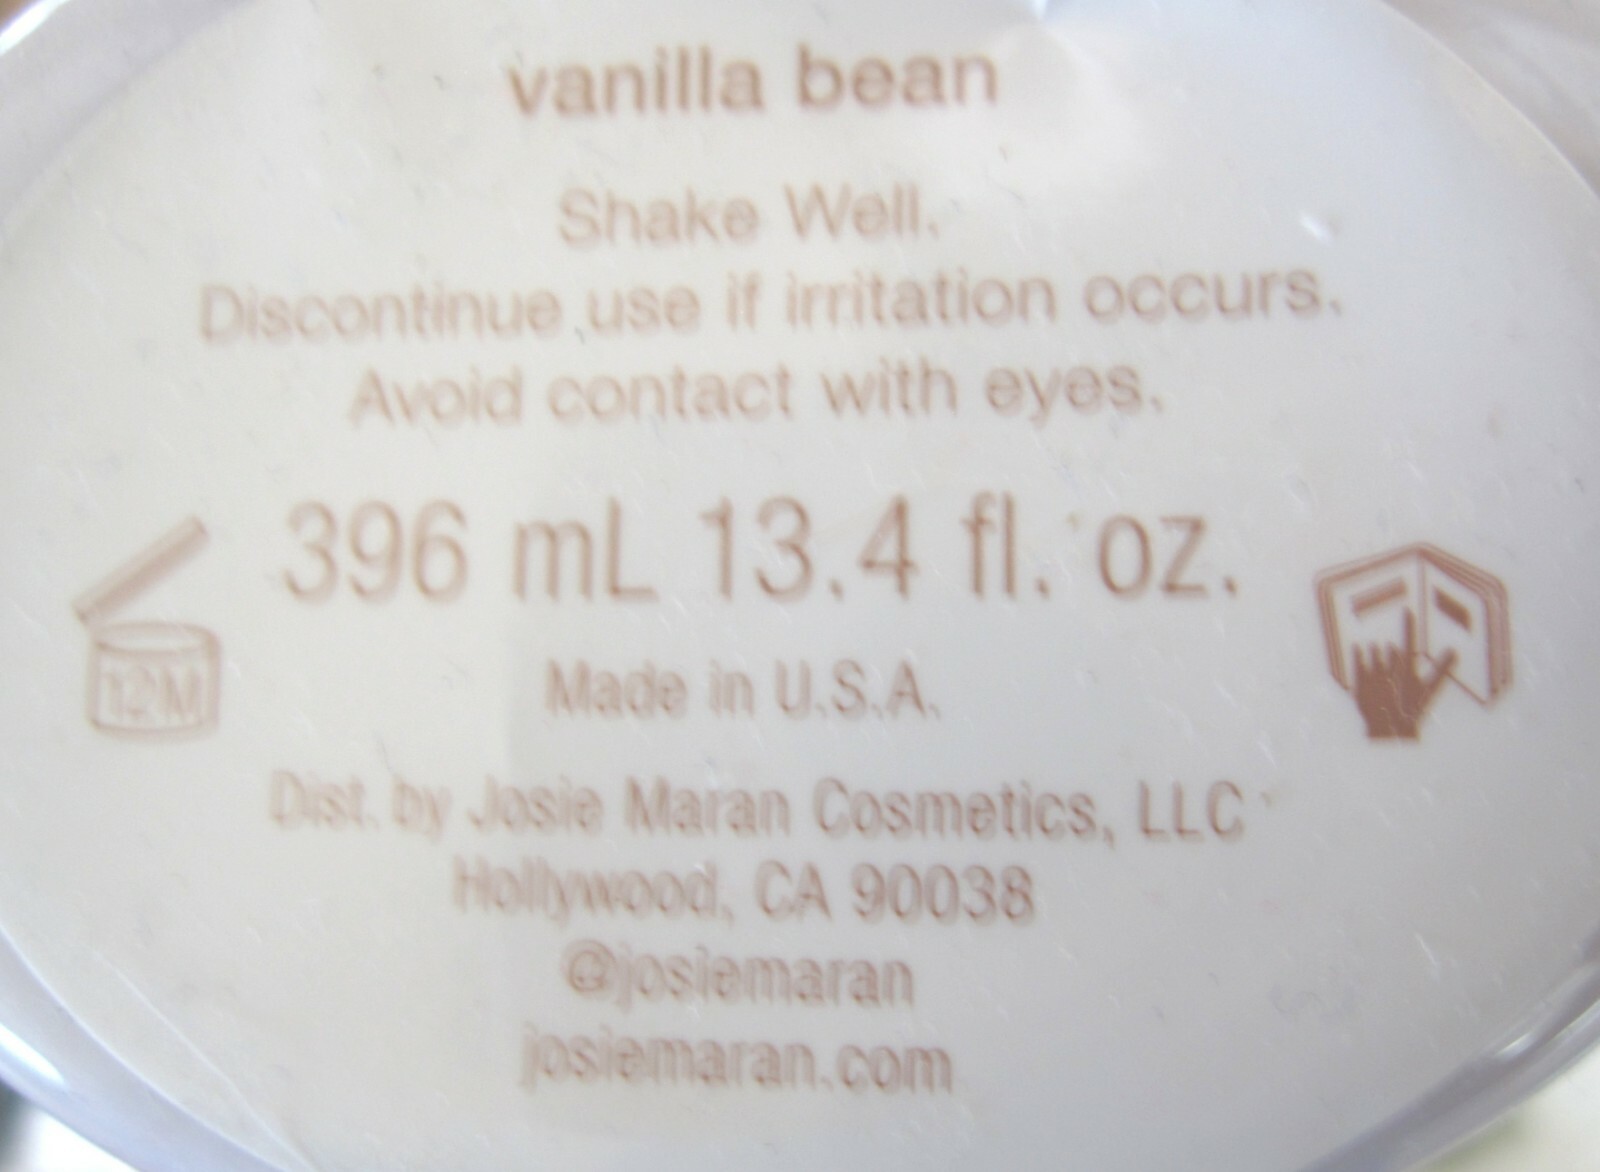 vanilla bean
Shake Well.
Discontinue use if irritation occurs.
Avoid contact with eyes.
396 mL 13.4 fl. oz.
12M
Made in U.S.A.
Dist. by Josie Maran Cosmetics, LLC
Hollywood, CA 90038
@josiemaran
josiemaran.com